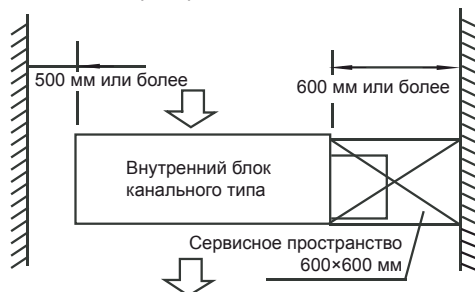 500 мм или более
600 мм или более
Внутренний блок
канального типа
Сервисное пространство
600×600 мм